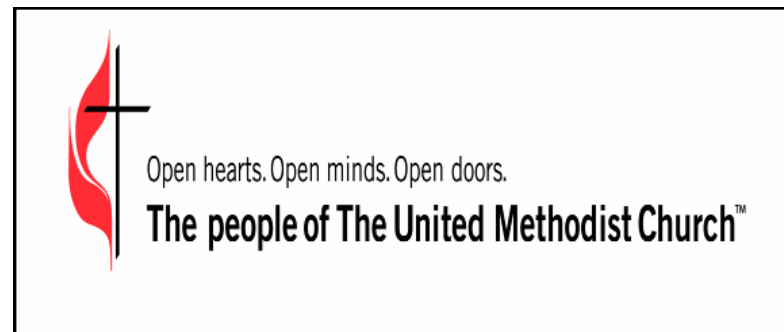 Open hearts. Open minds. Open doors.
The people of The United Methodist Church™